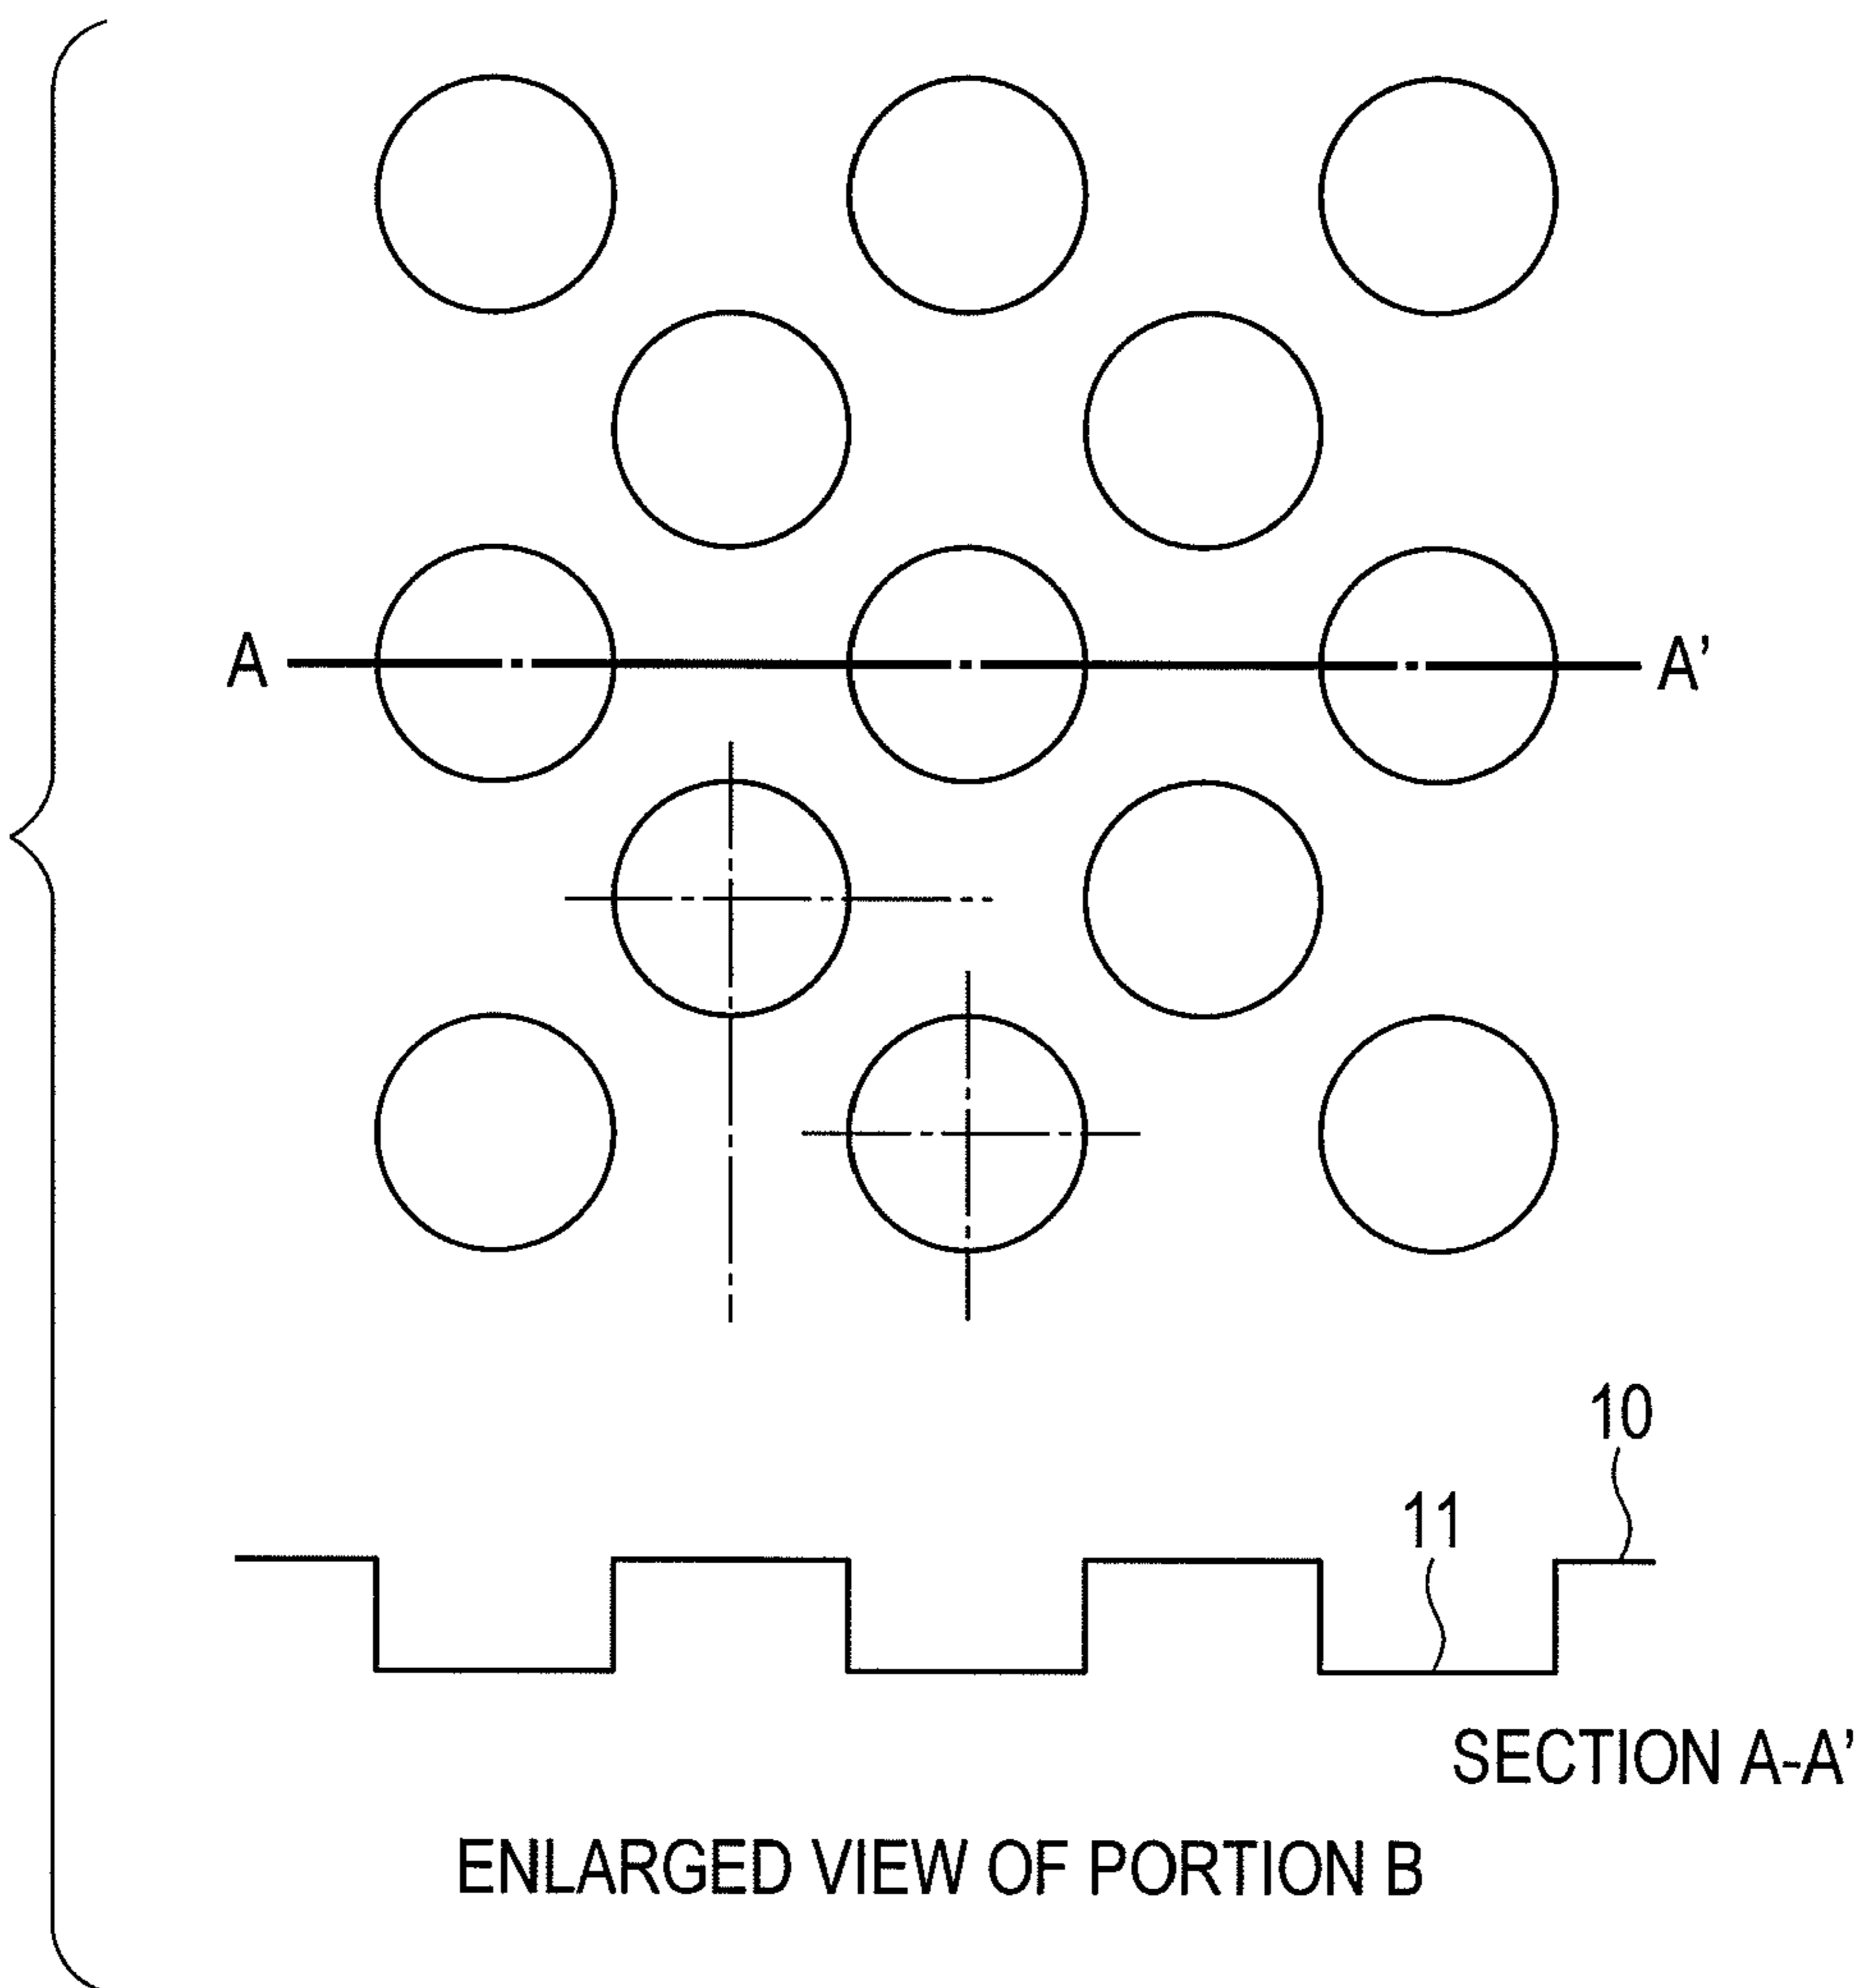 A A’
10
11
SECTION A-A’
ENLARGED VIEW OF PORTION B